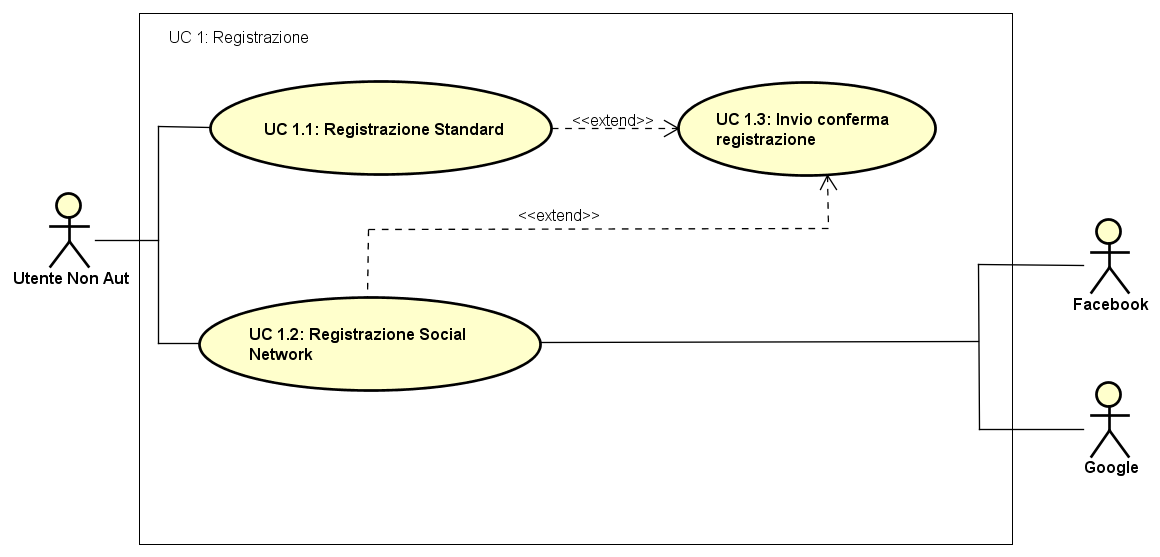 UC 1: Registrazione
UC 1.1: Registrazione Standard
<<extend>>
UC 1.3: Invio conferma
registrazione
<<extend>>
Utente Non Aut
Facebook
UC 1.2: Registrazione Social
Network
Google